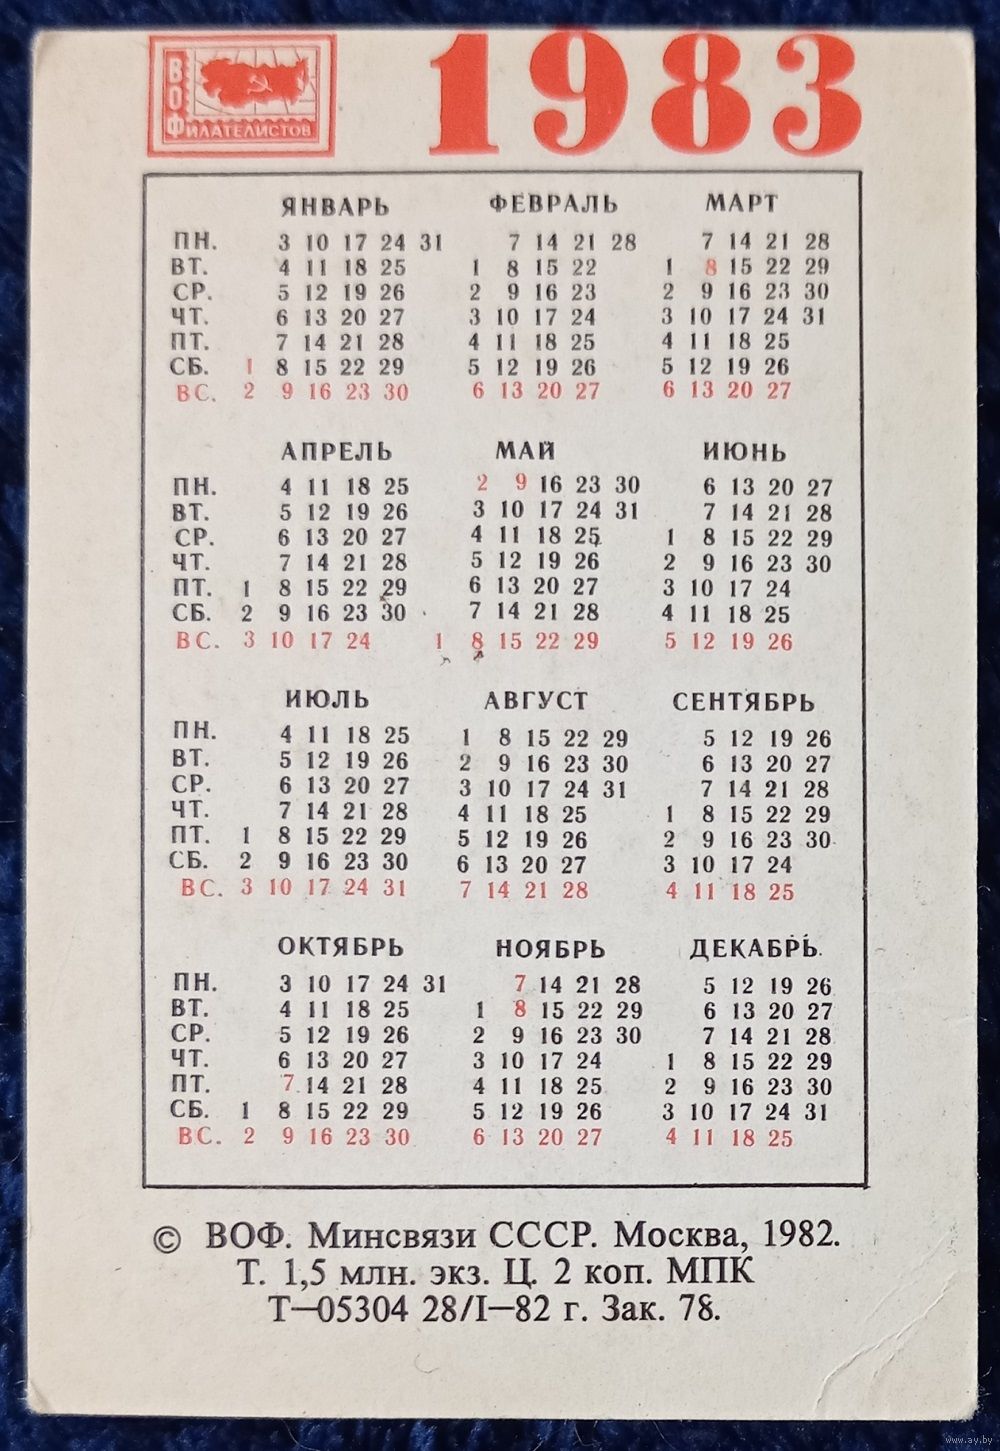 ВОФИЛАТЕЛИСТОВ 1983
ЯНВАРЬ ФЕВРАЛЬ МАРТ
ПН. 3 10 17 24 31 7 14 21 28 7 14 21 28
ВТ. 4 11 18 25 1 8 15 22 1 8 15 22 29
СР. 5 12 19 26 2 9 16 23 2 9 16 23 30
ЧТ. 6 13 20 27 3 10 17 24 3 10 17 24 31
ПТ. 7 14 21 28 4 11 18 25 4 11 18 25
СБ. 1 8 15 22 29 5 12 19 26 5 12 19 26
ВС. 2 9 16 23 30 6 13 20 27 6 13 20 27
АПРЕЛЬ МАЙ ИЮНЬ
ПН. 4 11 18 25 2 9 16 23 30 6 13 20 27
ВТ. 5 12 19 26 3 10 17 24 31 7 14 21 28
СР. 6 13 20 27 4 11 18 25 1 8 15 22 29
ЧТ. 7 14 21 28 5 12 19 26 2 9 16 23 30
ПТ. 1 8 15 22 29 6 13 20 27 3 10 17 24
СБ. 2 9 16 23 30 7 14 21 28 4 11 18 25
ВС. 3 10 17 24 1 8 15 22 29 5 12 19 26
ИЮЛЬ АВГУСТ СЕНТЯБРЬ
ПН. 4 11 18 25 1 8 15 22 29 5 12 19 26
ВТ. 5 12 19 26 2 9 16 23 30 6 13 20 27
СР. 6 13 20 27 3 10 17 24 31 7 14 21 28
ЧТ. 7 14 21 28 4 11 18 25 1 8 15 22 29
ПТ. 1 8 15 22 29 5 12 19 26 2 9 16 23 30
СБ. 2 9 16 23 30 6 13 20 27 3 10 17 24
ВС. 3 10 17 24 31 7 14 21 28 4 11 18 25
ОКТЯБРЬ НОЯБРЬ ДЕКАБРЬ
ПН. 3 10 17 24 31 7 14 21 28 5 12 19 26
ВТ. 4 11 18 25 1 8 15 22 29 6 13 20 27
СР. 5 12 19 26 2 9 16 23 30 7 14 21 28
ЧТ. 6 13 20 27 3 10 17 24 1 8 15 22 29
ПТ. 7 14 21 28 4 11 18 25 2 9 16 23 30
СБ. 1 8 15 22 29 5 12 19 26 3 10 17 24 31
ВС. 2 9 16 23 30 6 13 20 27 4 11 18 25
© ВОФ. Минсвязи СССР. Москва, 1982.
Т. 1,5 млн. экз. Ц. 2 коп. МПК
Т—05304 28/I—82 г. Зак. 78.
www.ay.by